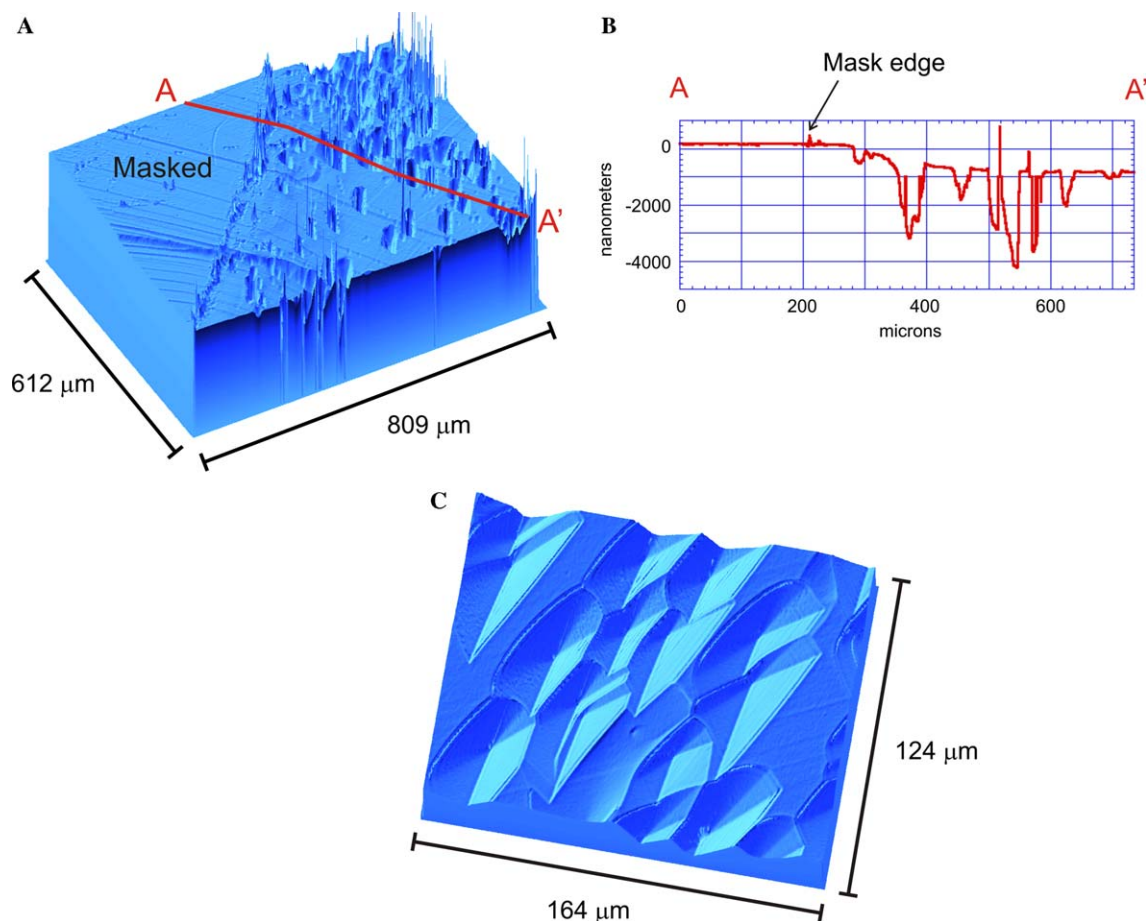 A
A
Masked
A'
612 μm
809 μm
B
Mask edge
A
A'
0
-2000
-4000
nanometers
0
200
400
600
microns
C
124 μm
164 μm